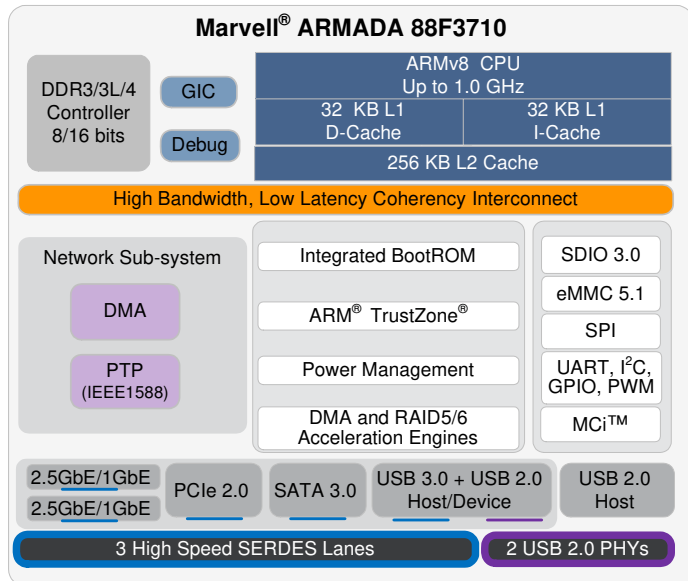 Marvell® ARMADA 88F3710
DDR3/3L/4
Controller
8/16 bits
GIC
Debug
ARMv8 CPU
Up to 1.0 GHz
32 KB L1
D-Cache
32 KB L1
I-Cache
256 KB L2 Cache
High Bandwidth, Low Latency Coherency Interconnect
Network Sub-system
DMA
PTP
(IEEE1588)
Integrated BootROM
ARM® TrustZone®
Power Management
DMA and RAID5/6
Acceleration Engines
SDIO 3.0
eMMC 5.1
SPI
UART, I²C,
GPIO, PWM
MCi™
2.5GbE/1GbE
2.5GbE/1GbE
PCIe 2.0
SATA 3.0
USB 3.0 + USB 2.0
Host/Device
USB 2.0
Host
3 High Speed SERDES Lanes
2 USB 2.0 PHYs